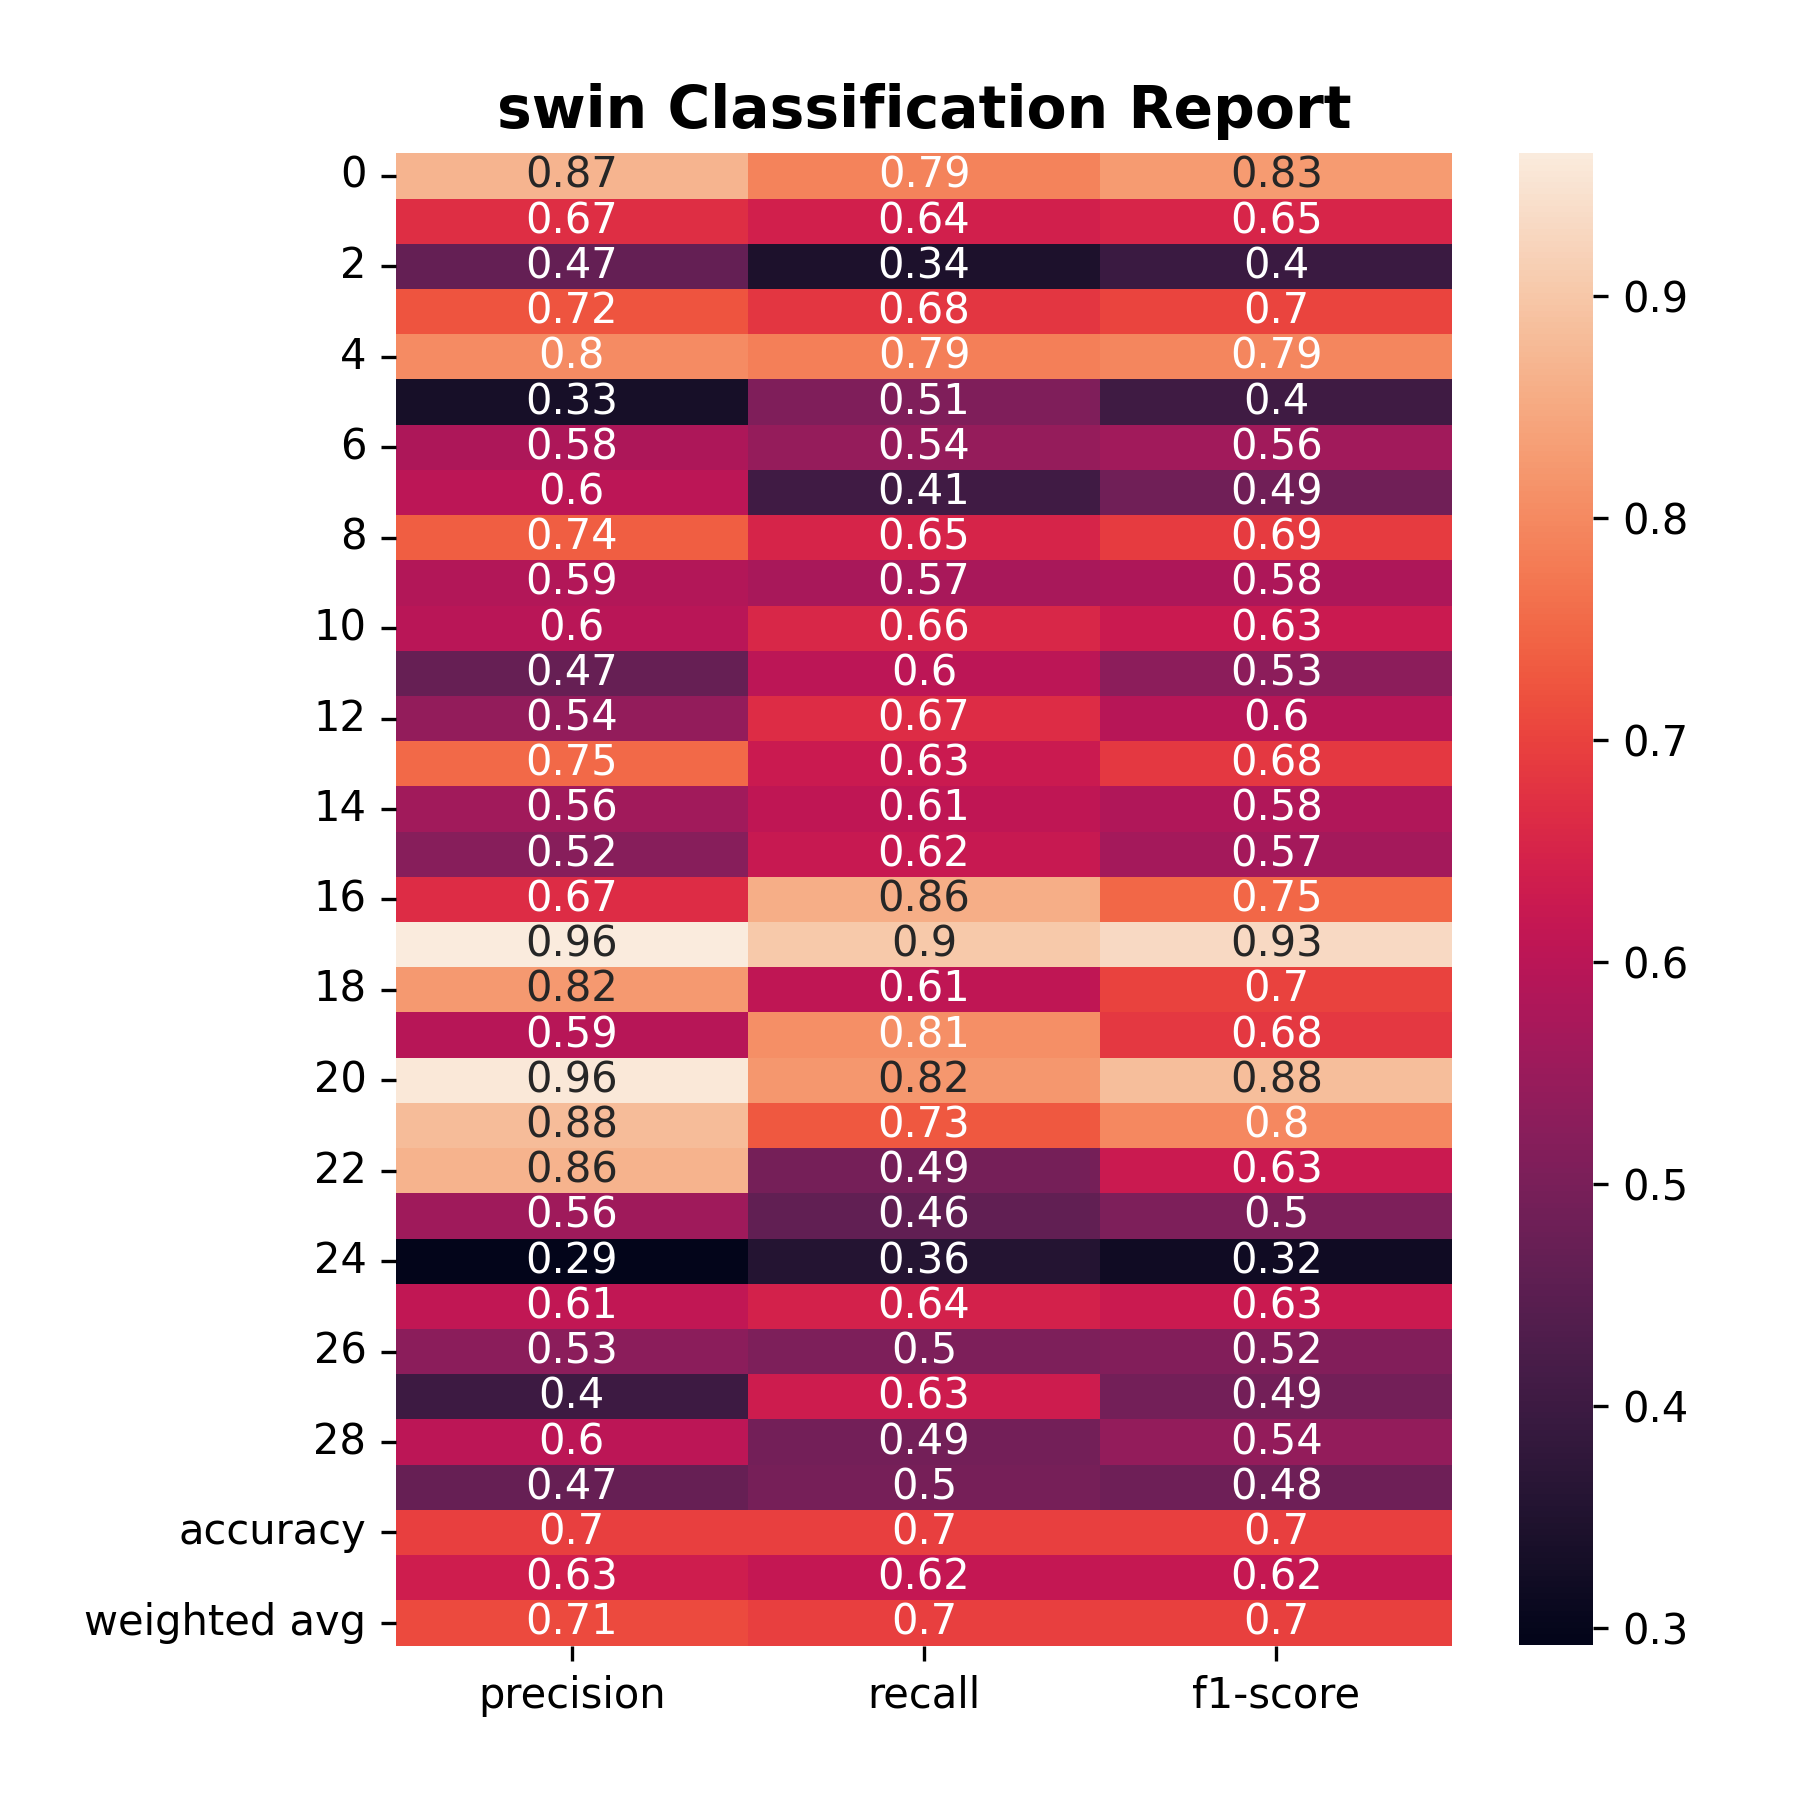 swin Classification Report
0 0.87 0.79 0.83
0.67 0.64 0.65
2 0.47 0.34 0.4
0.72 0.68 0.7
4 0.8 0.79 0.79
0.33 0.51 0.4
6 0.58 0.54 0.56
0.6 0.41 0.49
8 0.74 0.65 0.69
0.59 0.57 0.58
10 0.6 0.66 0.63
0.47 0.6 0.53
12 0.54 0.67 0.6
0.75 0.63 0.68
14 0.56 0.61 0.58
0.52 0.62 0.57
16 0.67 0.86 0.75
0.96 0.9 0.93
18 0.82 0.61 0.7
0.59 0.81 0.68
20 0.96 0.82 0.88
0.88 0.73 0.8
22 0.86 0.49 0.63
0.56 0.46 0.5
24 0.29 0.36 0.32
0.61 0.64 0.63
26 0.53 0.5 0.52
0.4 0.63 0.49
28 0.6 0.49 0.54
0.47 0.5 0.48
accuracy 0.7 0.7 0.7
0.63 0.62 0.62
weighted avg 0.71 0.7 0.7
precision recall f1-score
0.9
0.8
0.7
0.6
0.5
0.4
0.3